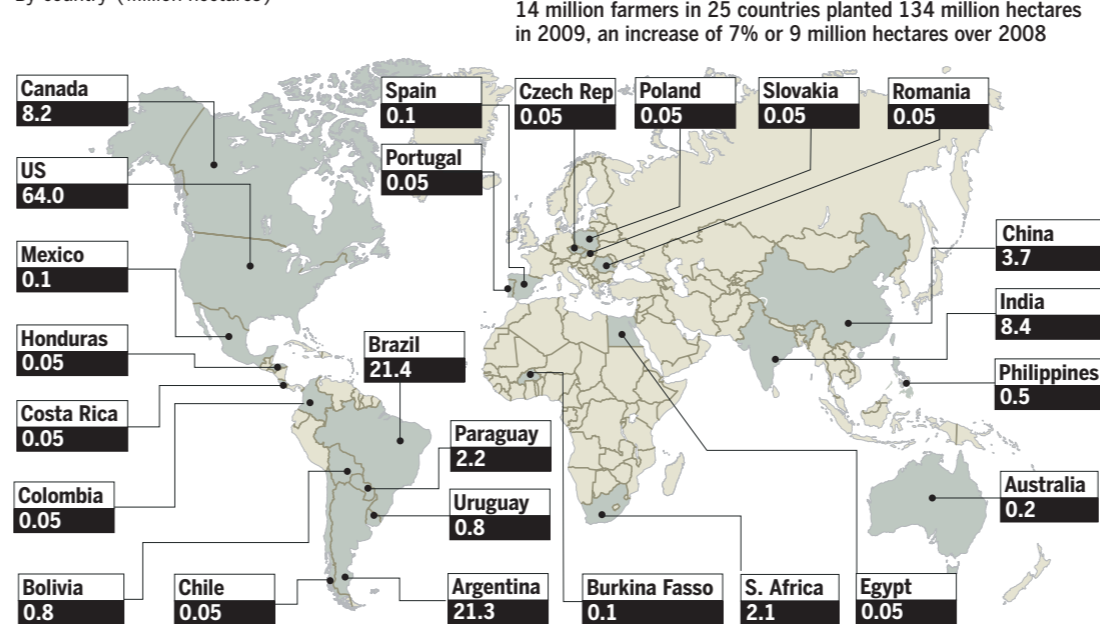 By country (million hectares)
14 million farmers in 25 countries planted 134 million hectares
in 2009, an increase of 7% or 9 million hectares over 2008
Canada
8.2
US
64.0
Mexico
0.1
Honduras
0.05
Costa Rica
0.05
Colombia
0.05
Bolivia
0.8
Chile
0.05
Spain
0.1
Portugal
0.05
Czech Rep
0.05
Poland
0.05
Slovakia
0.05
Romania
0.05
Brazil
21.4
Paraguay
2.2
Uruguay
0.8
Argentina
21.3
Burkina Fasso
0.1
S. Africa
2.1
Egypt
0.05
China
3.7
India
8.4
Philippines
0.5
Australia
0.2